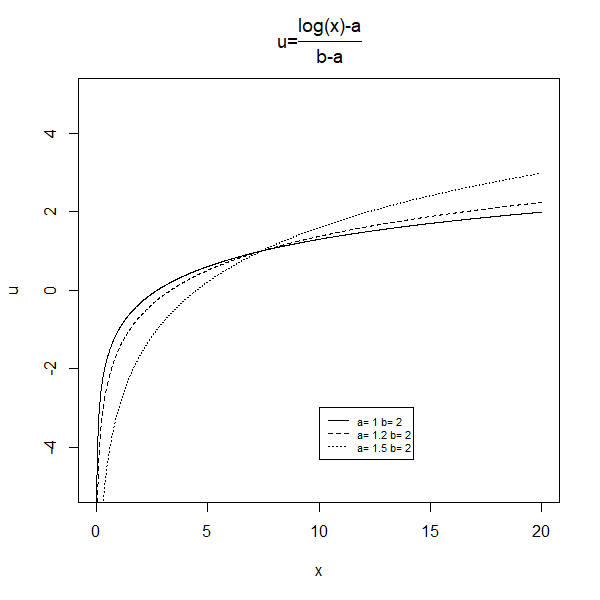 log(x)-a
u=
b-a
4
2
0
-2
-4
u
a= 1 b= 2
a= 1.2 b= 2
a= 1.5 b= 2
0 5 10 15 20
x